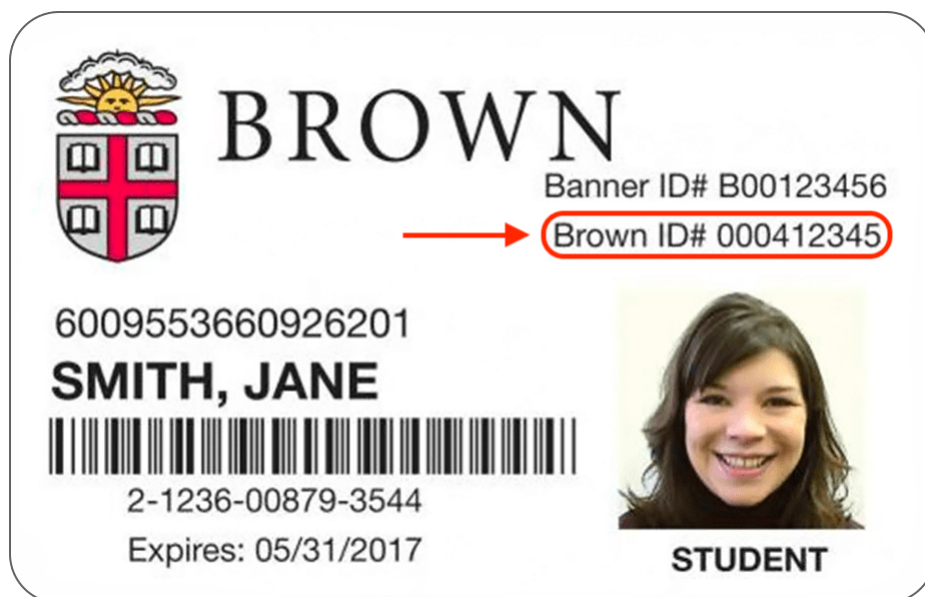 BROWN
Banner ID# B00123456
Brown ID# 000412345
6009553660926201
SMITH, JANE
2-1236-00879-3544
Expires: 05/31/2017
STUDENT